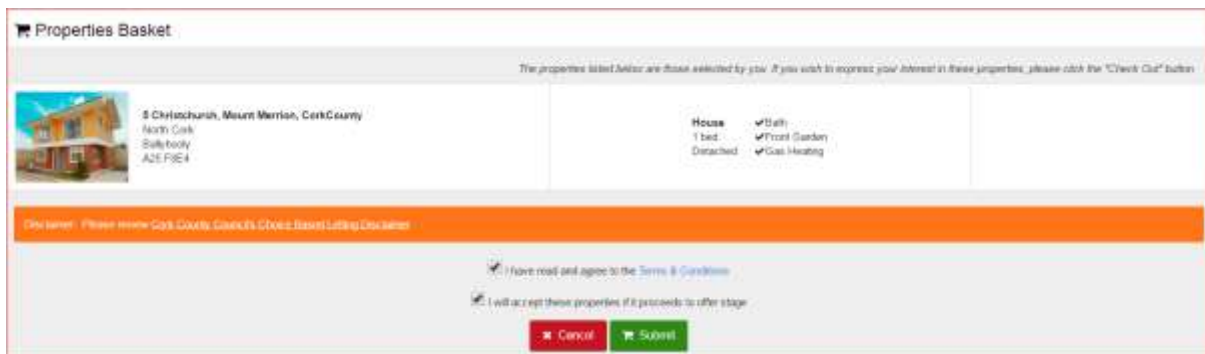 Properties Basket
The properties listed below are those selected by you. If you wish to express your interest in these properties, please click the "Check Out" button
5 Christchurch, Mount Merrion, CorkCounty
North Cork
Ballyhooly
A25 F8E4
House ✔Bath
1 bed ✔Front Garden
Detached ✔Gas Heating
Disclaimer: Please review Cork County Council's Choice Based Letting Disclaimer
I have read and agree to the Terms & Conditions
I will accept these properties if it proceeds to offer stage
Cancel Submit